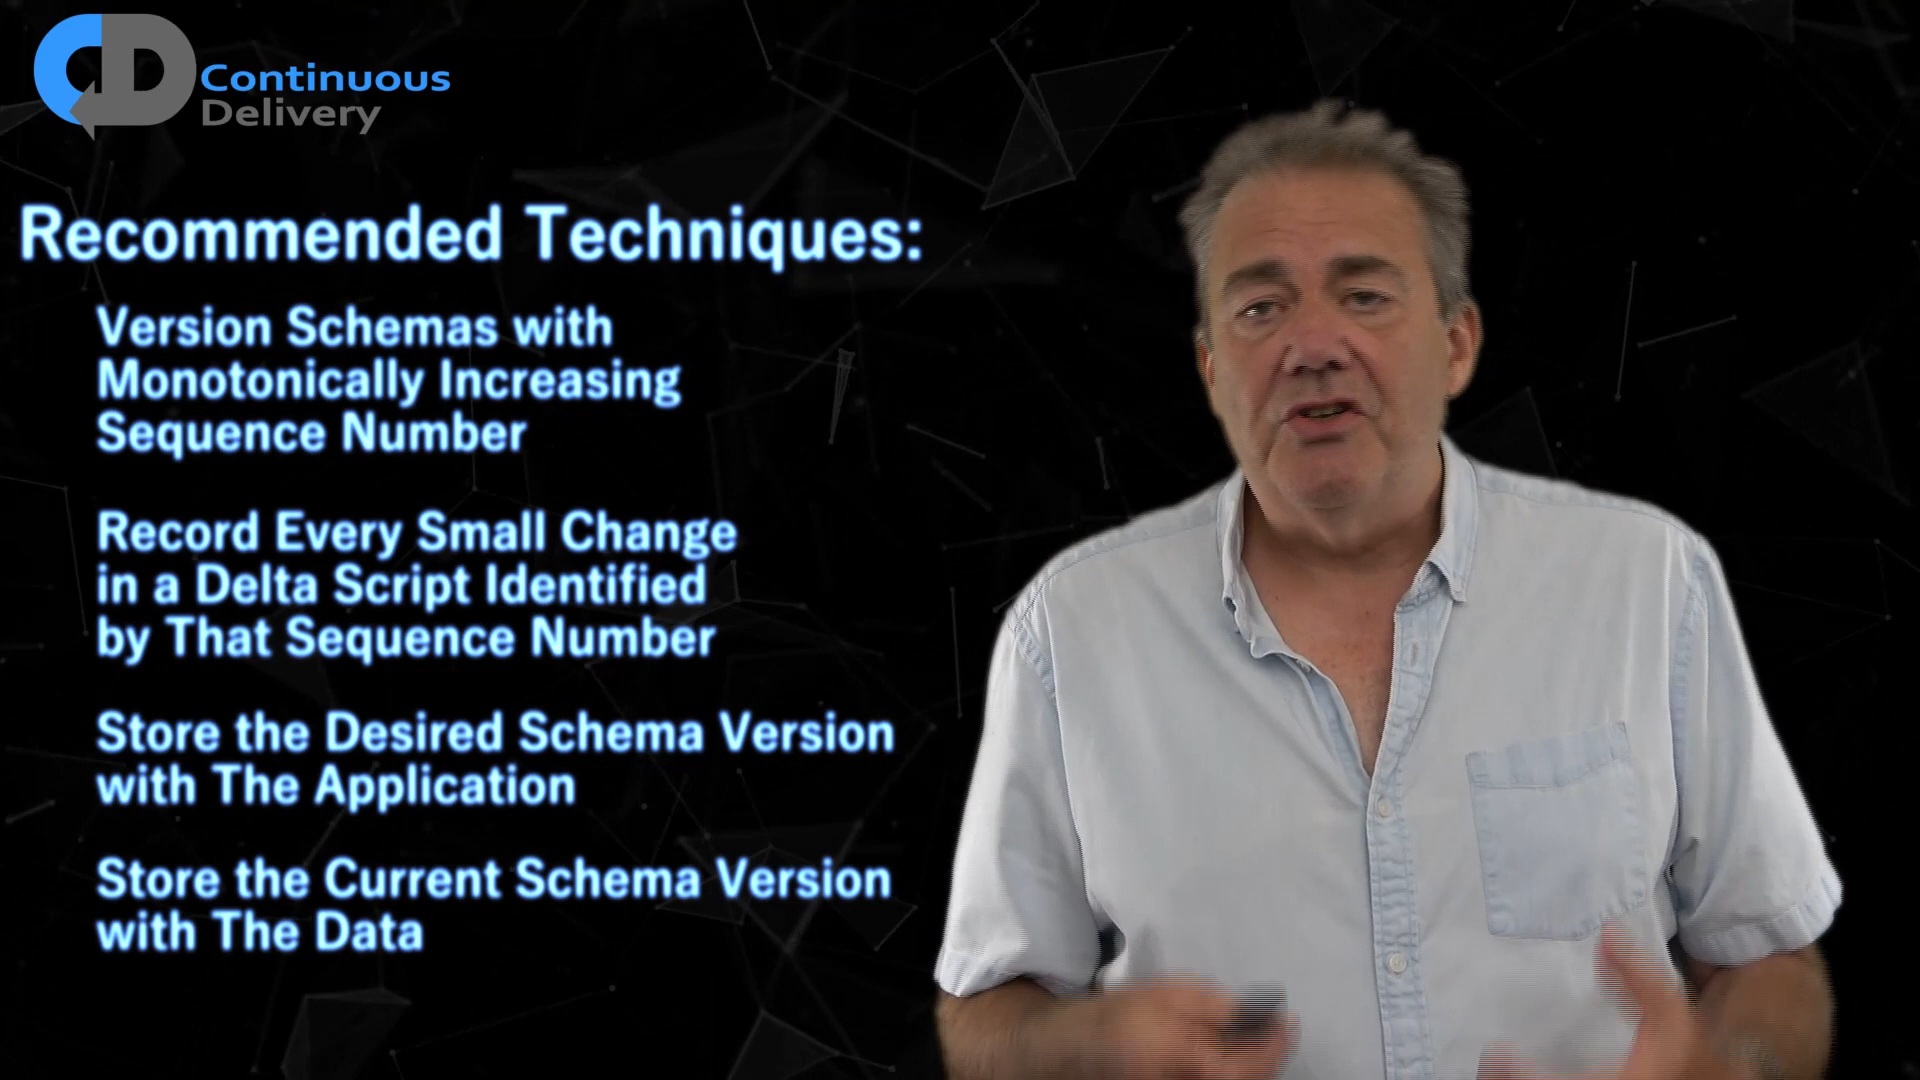 Continuous
Delivery
Recommended Techniques:
Version Schemas with
Monotonically Increasing
Sequence Number
Record Every Small Change
in a Delta Script Identified
by That Sequence Number
Store the Desired Schema Version
with The Application
Store the Current Schema Version
with The Data